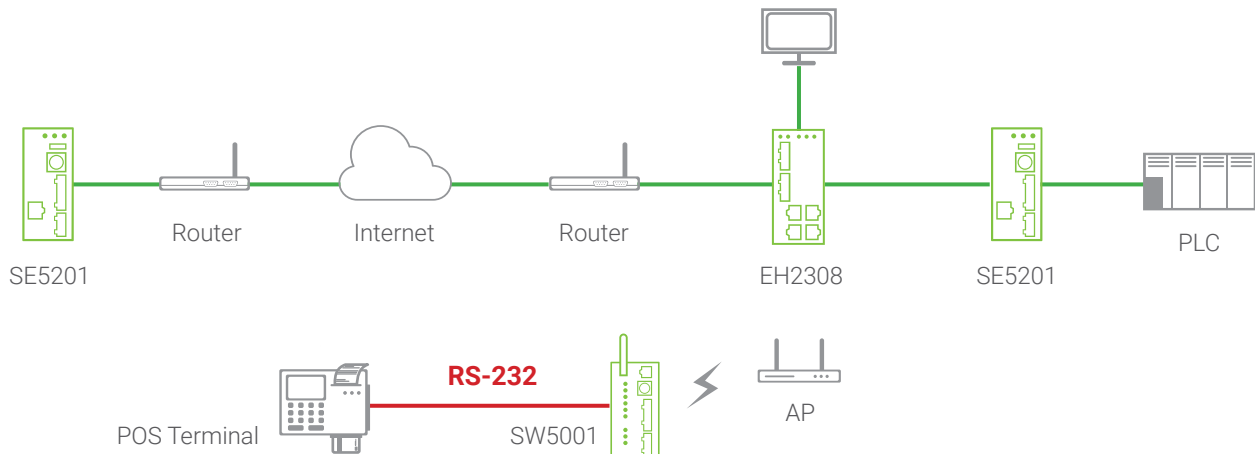 Router
Internet
Router
PLC
SE5201
EH2308
SE5201
RS-232
AP
POS Terminal
SW5001